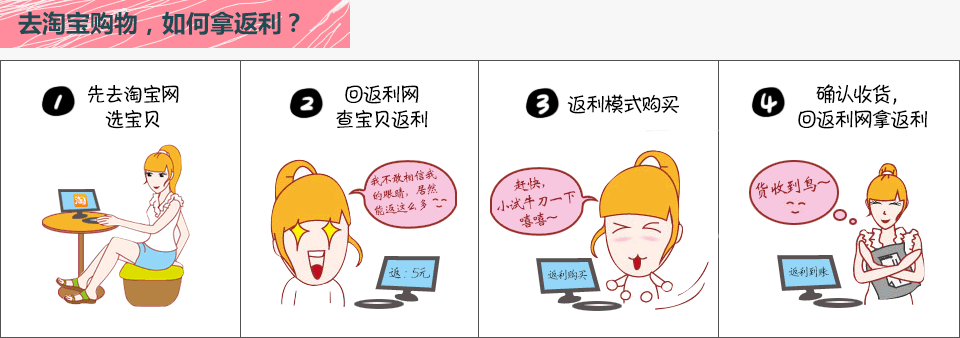 去淘宝购物，如何拿返利？
1
先去淘宝网
选宝贝
淘
2
回返利网
查宝贝返利
我不敢相信我
的眼睛，居然
能返这么多
返：5元
3
返利模式购买
赶快，
小试牛刀一下
嘻嘻~
返利购买
4
确认收货，
回返利网拿返利
货收到鸟~
返利到账